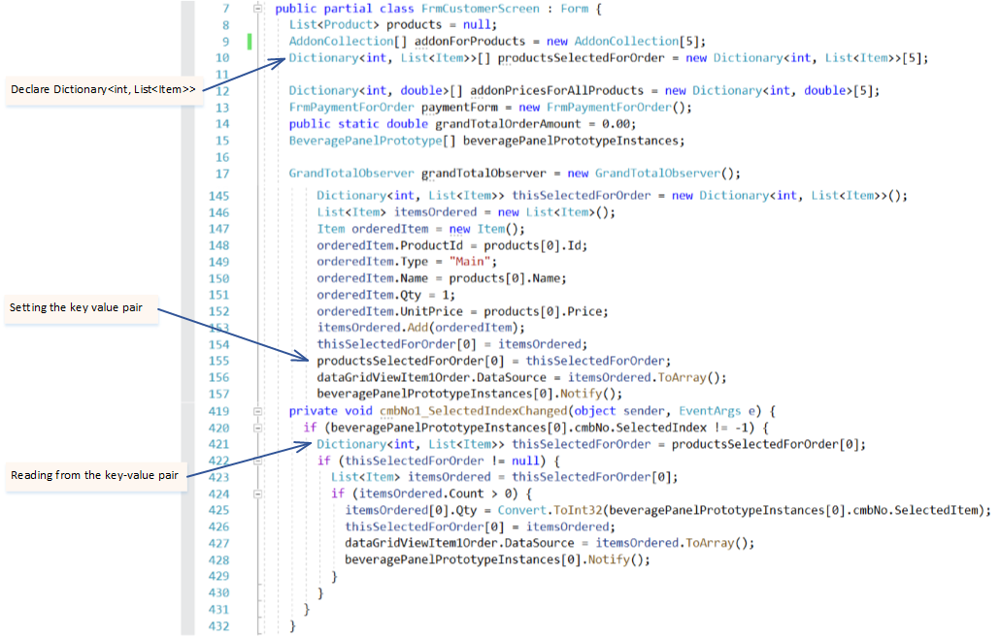 7 public partial class FrmCustomerScreen : Form {
8 List<Product> products = null;
9 AddonCollection[] addonForProducts = new AddonCollection[5];
10 Dictionary<int, List<Item>>[] productsSelectedForOrder = new Dictionary<int, List<Item>>[5];
11
Declare Dictionary<int, List<Item>>
12 Dictionary<int, double>[] addonPricesForAllProducts = new Dictionary<int, double>[5];
13 FrmPaymentForOrder paymentForm = new FrmPaymentForOrder();
14 public static double grandTotalOrderAmount = 0.00;
15 BeveragePanelPrototype[] beveragePanelPrototypeInstances;
16
17 GrandTotalObserver grandTotalObserver = new GrandTotalObserver();
145 Dictionary<int, List<Item>> thisSelectedForOrder = new Dictionary<int, List<Item>>();
146 List<Item> itemsOrdered = new List<Item>();
147 Item orderedItem = new Item();
148 orderedItem.ProductId = products[0].Id;
149 orderedItem.Type = "Main";
150 orderedItem.Name = products[0].Name;
151 orderedItem.Qty = 1;
Setting the key value pair
152 orderedItem.UnitPrice = products[0].Price;
153 itemsOrdered.Add(orderedItem);
154 thisSelectedForOrder[0] = itemsOrdered;
155 productsSelectedForOrder[0] = thisSelectedForOrder;
156 dataGridViewItem1Order.DataSource = itemsOrdered.ToArray();
157 beveragePanelPrototypeInstances[0].Notify();
419 private void cmbNo1_SelectedIndexChanged(object sender, EventArgs e) {
420 if (beveragePanelPrototypeInstances[0].cmbNo.SelectedIndex != -1) {
421 Dictionary<int, List<Item>> thisSelectedForOrder = productsSelectedForOrder[0];
422 if (thisSelectedForOrder != null) {
Reading from the key-value pair
423 List<Item> itemsOrdered = thisSelectedForOrder[0];
424 if (itemsOrdered.Count > 0) {
425 itemsOrdered[0].Qty = Convert.ToInt32(beveragePanelPrototypeInstances[0].cmbNo.SelectedItem);
426 thisSelectedForOrder[0] = itemsOrdered;
427 dataGridViewItem1Order.DataSource = itemsOrdered.ToArray();
428 beveragePanelPrototypeInstances[0].Notify();
429 }
430 }
431 }
432 }